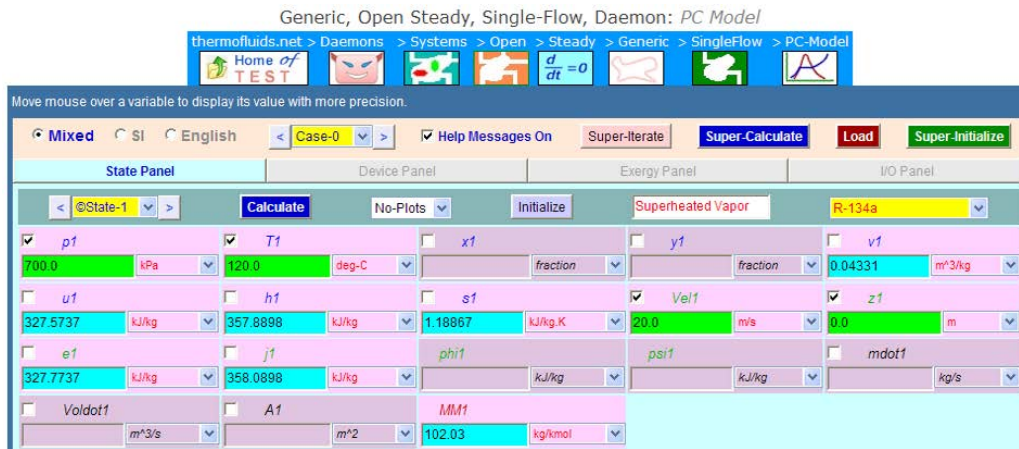 Generic, Open Steady, Single-Flow, Daemon: PC Model
thermofluids.net > Daemons > Systems > Open > Steady > Generic > SingleFlow > PC-Model
Home of
TEST
d
dt =0
Move mouse over a variable to display its value with more precision.
Mixed SI English < Case-0 > Help Messages On Super-Iterate Super-Calculate Load Super-Initialize
State Panel Device Panel Exergy Panel I/O Panel
< ©State-1 > Calculate No-Plots Initialize Superheated Vapor R-134a
p1 T1 x1 y1 v1
700.0 kPa 120.0 deg-C fraction fraction 0.04331 m^3/kg
u1 h1 s1 Vel1 z1
327.5737 kJ/kg 357.8898 kJ/kg 1.18867 kJ/kg.K 20.0 m/s 0.0 m
e1 j1 phi1 psi1 mdot1
327.7737 kJ/kg 358.0898 kJ/kg kJ/kg kJ/kg kg/s
Voldot1 A1 MM1
m^3/s m^2 102.03 kg/kmol